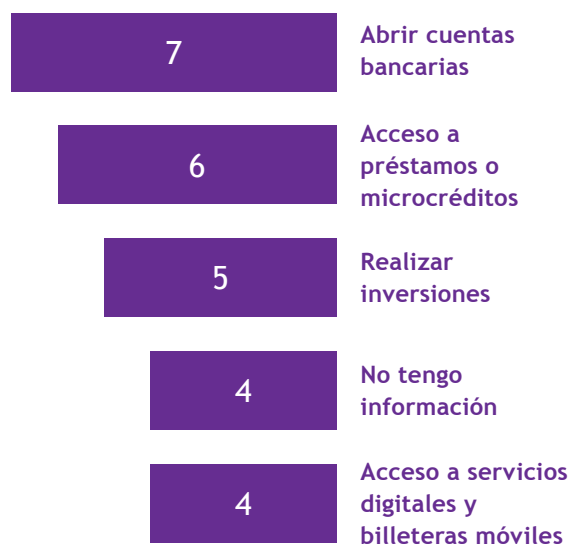 7
Abrir cuentas
bancarias
6
Acceso a
préstamos o
microcréditos
5
Realizar
inversiones
4
No tengo
información
4
Acceso a servicios
digitales y
billeteras móviles